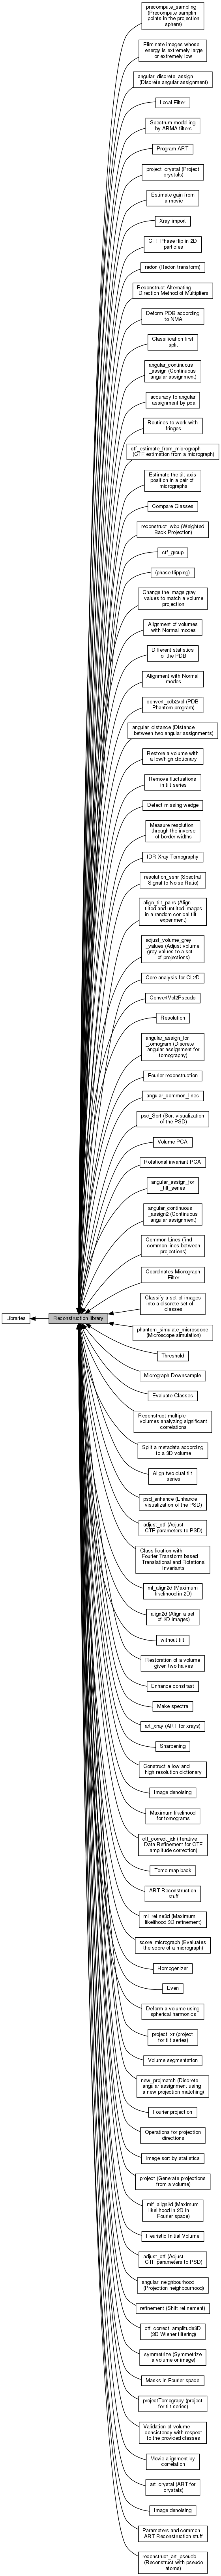 precompute_sampling
(Precompute samplin
points in the projection
sphere)
Eliminate images whose
energy is extremely large
or extremely low
angular_discrete_assign
(Discrete angular assignment)
Local Filter
Spectrum modelling
by ARMA filters
Program ART
project_crystal (Project
crystals)
Estimate gain from
a movie
Xray import
CTF Phase flip in 2D
particles
radon (Radon transform)
Reconstruct Alternating
Direction Method of Multipliers
Deform PDB according
to NMA
Classification first
split
angular_continuous
_assign (Continuous
angular assignment)
accuracy to angular
assignment by pca
Routines to work with
fringes
ctf_estimate_from_micrograph
(CTF estimation from a micrograph)
Estimate the tilt axis
position in a pair of
micrographs
Compare Classes
reconstruct_wbp (Weighted
Back Projection)
ctf_group
(phase flipping)
Change the image gray
values to match a volume
projection
Alignment of volumes
with Normal modes
Different statistics
of the PDB
Alignment with Normal
modes
convert_pdb2vol (PDB
Phantom program)
angular_distance (Distance
between two angular assignments)
Restore a volume with
a low/high dictionary
Remove fluctuations
in tilt series
Detect missing wedge
Measure resolution
through the inverse
of border widths
IDR Xray Tomography
resolution_ssnr (Spectral
Signal to Noise Ratio)
align_tilt_pairs (Align
tilted and untilted images
in a random conical tilt
experiment)
adjust_volume_grey
_values (Adjust volume
grey values to a set
of projections)
Core analysis for CL2D
ConvertVol2Pseudo
Resolution
angular_assign_for
_tomogram (Discrete
angular assignment for
tomography)
Fourier reconstruction
angular_common_lines
psd_Sort (Sort visualization
of the PSD)
Volume PCA
Rotational invariant PCA
angular_assign_for
_tilt_series
angular_continuous
_assign2 (Continuous
angular assignment)
Common Lines (find
common lines between
projections)
Coordinates Micrograph
Filter
Classify a set of images
into a discrete set of
classes
Libraries
Reconstruction library
phantom_simulate_microscope
(Microscope simulation)
Threshold
Micrograph Downsample
Evaluate Classes
Reconstruct multiple
volumes analyzing significant
correlations
Split a metadata according
to a 3D volume
Align two dual tilt
series
psd_enhance (Enhance
visualization of the PSD)
adjust_ctf (Adjust
CTF parameters to PSD)
Classification with
Fourier Transform based
Translational and Rotational
Invariants
ml_align2d (Maximum
likelihood in 2D)
align2d (Align a set
of 2D images)
without tilt
Restoration of a volume
given two halves
Enhance constrast
Make spectra
art_xray (ART for xrays)
Sharpening
Construct a low and
high resolution dictionary
Image denoising
Maximum likelihood
for tomograms
ctf_correct_idr (Iterative
Data Refinement for CTF
amplitude correction)
Tomo map back
ART Reconstruction
stuff
ml_refine3d (Maximum
likelihood 3D refinement)
score_micrograph (Evaluates
the score of a micrograph)
Homogenizer
Even
Deform a volume using
spherical harmonics
project_xr (project
for tilt series)
Volume segmentation
new_projmatch (Discrete
angular assignment using
a new projection matching)
Fourier projection
Operations for projection
directions
Image sort by statistics
project (Generate projections
from a volume)
mlf_align2d (Maximum
likelihood in 2D in
Fourier space)
Heuristic Initial Volume
adjust_ctf (Adjust
CTF parameters to PSD)
angular_neighbourhood
(Projection neighbourhood)
refinement (Shift refinement)
ctf_correct_amplitude3D
(3D Wiener filtering)
symmetrize (Symmetrize
a volume or image)
Masks in Fourier space
projectTomograpy (project
for tilt series)
Validation of volume
consistency with respect
to the provided classes
Movie alignment by
correlation
art_crystal (ART for
crystals)
Image denoising
Parameters and common
ART Reconstruction stuff
reconstruct_art_pseudo
(Reconstruct with pseudo
atoms)